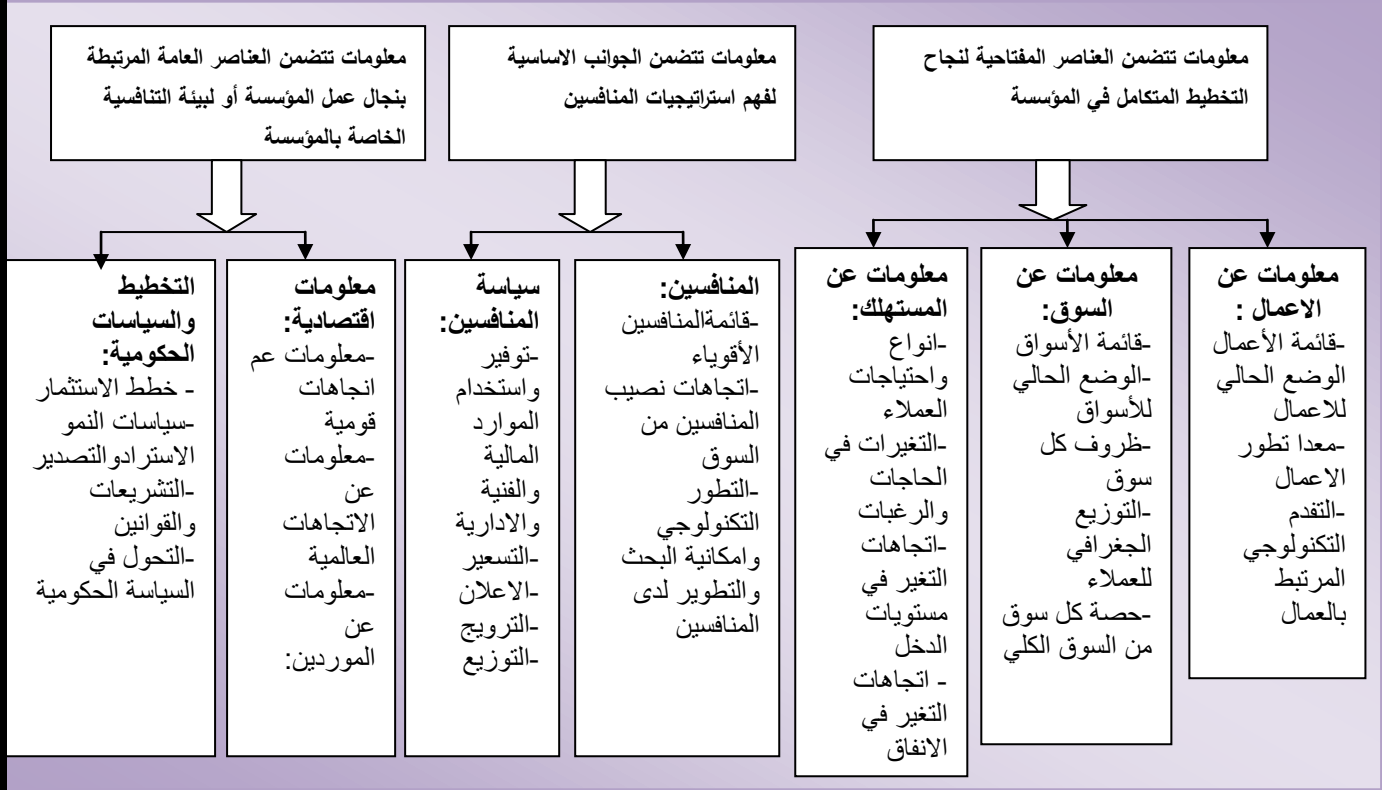 معلومات تتضمن العناصر المفتاحية لنجاح
التخطيط المتكامل في المؤسسة
معلومات تتضمن الجوانب الاساسية
لفهم استراتيجيات المنافسين
معلومات تتضمن العناصر العامة المرتبطة
بنجال عمل المؤسسة أو لبيئة التنافسية
الخاصة بالمؤسسة
معلومات عن
الاعمال :
-قائمة الأعمال
الوضع الحالي
للاعمال
-معدا تطور
الاعمال
-التقدم
التكنولوجي
المرتبط
بالعمال
معلومات عن
السوق:
-قائمة الأسواق
-الوضع الحالي
للأسواق
-ظروف كل
سوق
-التوزيع
الجغرافي
للعملاء
-حصة كل سوق
من السوق الكلي
معلومات عن
المستهلك:
-انواع
واحتياجات
العملاء
-التغيرات في
الحاجات
والرغبات
-اتجاهات
التغير في
مستويات
الدخل
- اتجاهات
التغير في
الانفاق
المنافسين:
-قائمةالمنافسين
الأقوياء
-اتجاهات نصيب
المنافسين من
السوق
-التطور
التكنولوجي
وامكانية البحث
والتطوير لدى
المنافسين
سياسة
المنافسين:
-توفير
واستخدام
الموارد
المالية
والفنية
والادارية
-التسعير
-الاعلان
-الترويج
-التوزيع
معلومات
اقتصادية:
-معلومات عم
انجاهات
قومية
-معلومات
عن
الاتجاهات
العالمية
-معلومات
عن
الموردين:
التخطيط
والسياسات
الحكومية:
- خطط الاستثمار
-سياسات النمو
الاسترادوالتصدير
-التشريعات
والقوانين
-التحول في
السياسة الحكومية